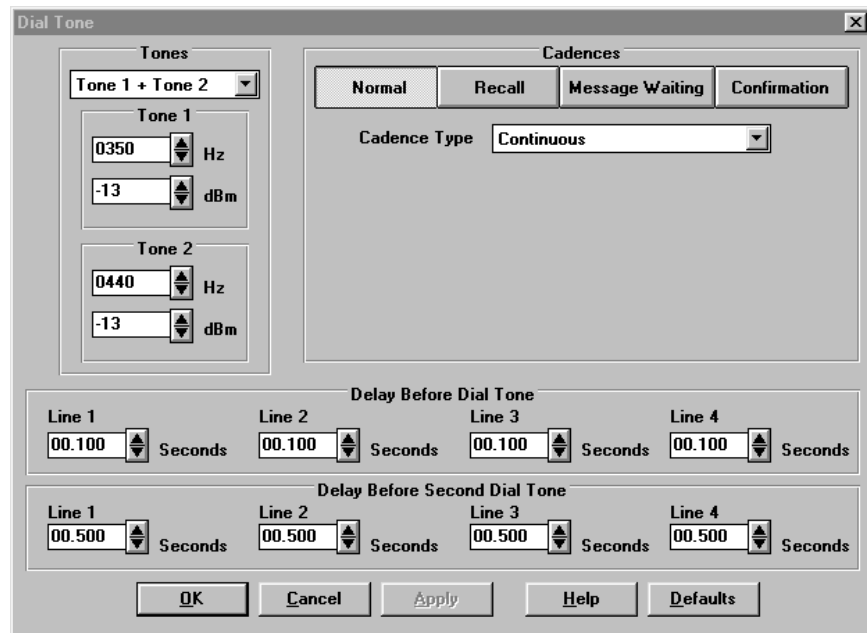 Dial Tone
Tones
Tone 1 + Tone 2
Tone 1
0350 Hz
-13 dBm
Tone 2
0440 Hz
-13 dBm
Cadences
Normal Recall Message Waiting Confirmation
Cadence Type Continuous
Delay Before Dial Tone
Line 1 Line 2 Line 3 Line 4
00.100 Seconds 00.100 Seconds 00.100 Seconds 00.100 Seconds
Delay Before Second Dial Tone
Line 1 Line 2 Line 3 Line 4
00.500 Seconds 00.500 Seconds 00.500 Seconds 00.500 Seconds
OK Cancel Apply Help Defaults